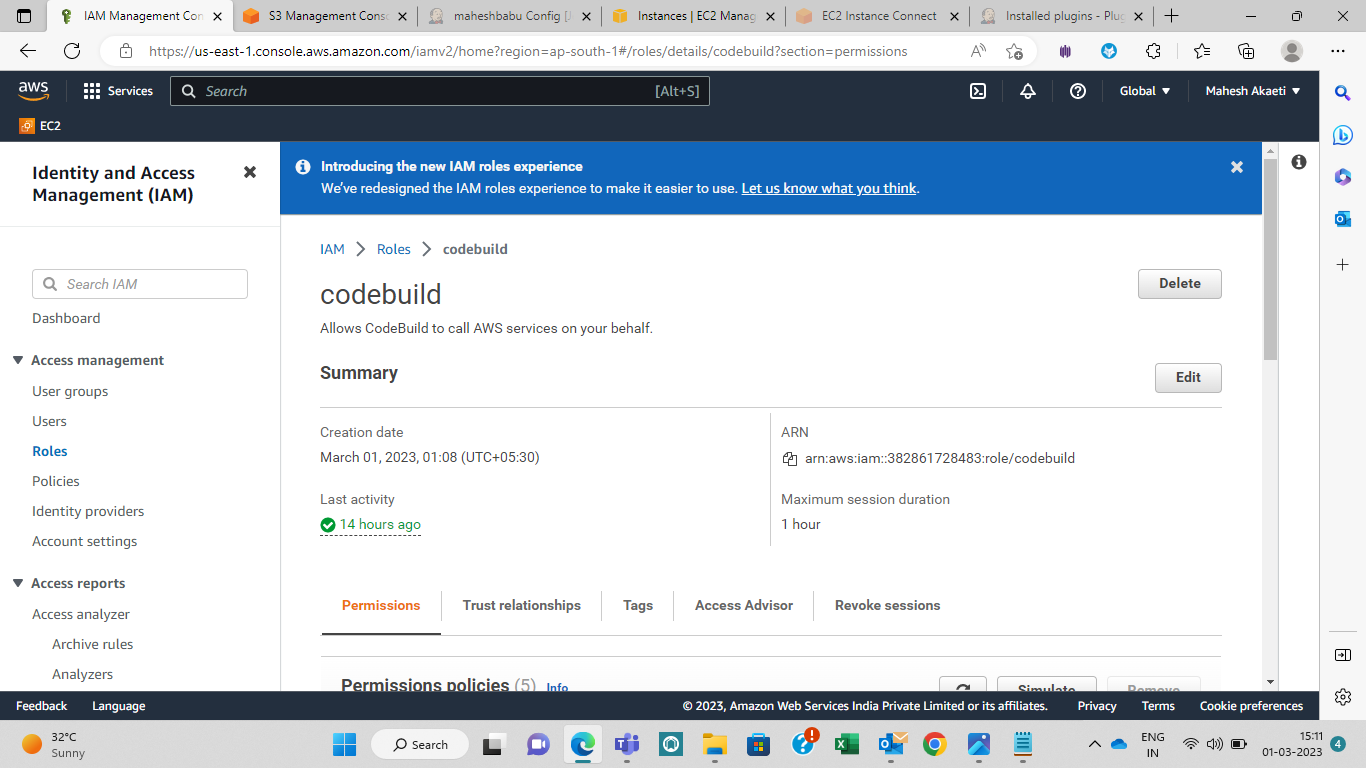 IAM Management Con
S3 Management Conso
maheshbabu Config [J
Instances | EC2 Manag
EC2 Instance Connect
Installed plugins - Plug
https://us-east-1.console.aws.amazon.com/iamv2/home?region=ap-south-1#/roles/details/codebuild?section=permissions
aws
Services
Search
[Alt+S]
Global
Mahesh Akaeti
EC2
Identity and Access
Management (IAM)
Search IAM
Dashboard
Access management
User groups
Users
Roles
Policies
Identity providers
Account settings
Access reports
Access analyzer
Archive rules
Analyzers
Introducing the new IAM roles experience
We've redesigned the IAM roles experience to make it easier to use. Let us know what you think.
IAM > Roles > codebuild
codebuild
Delete
Allows CodeBuild to call AWS services on your behalf.
Summary
Edit
Creation date
March 01, 2023, 01:08 (UTC+05:30)
ARN
arn:aws:iam::382861728483:role/codebuild
Last activity
14 hours ago
Maximum session duration
1 hour
Permissions
Trust relationships
Tags
Access Advisor
Revoke sessions
Permissions policies (5) Info
Simulate
Remove
Feedback
Language
© 2023, Amazon Web Services India Private Limited or its affiliates.
Privacy
Terms
Cookie preferences
32°C
Sunny
Search
ENG
IN
15:11
01-03-2023
4